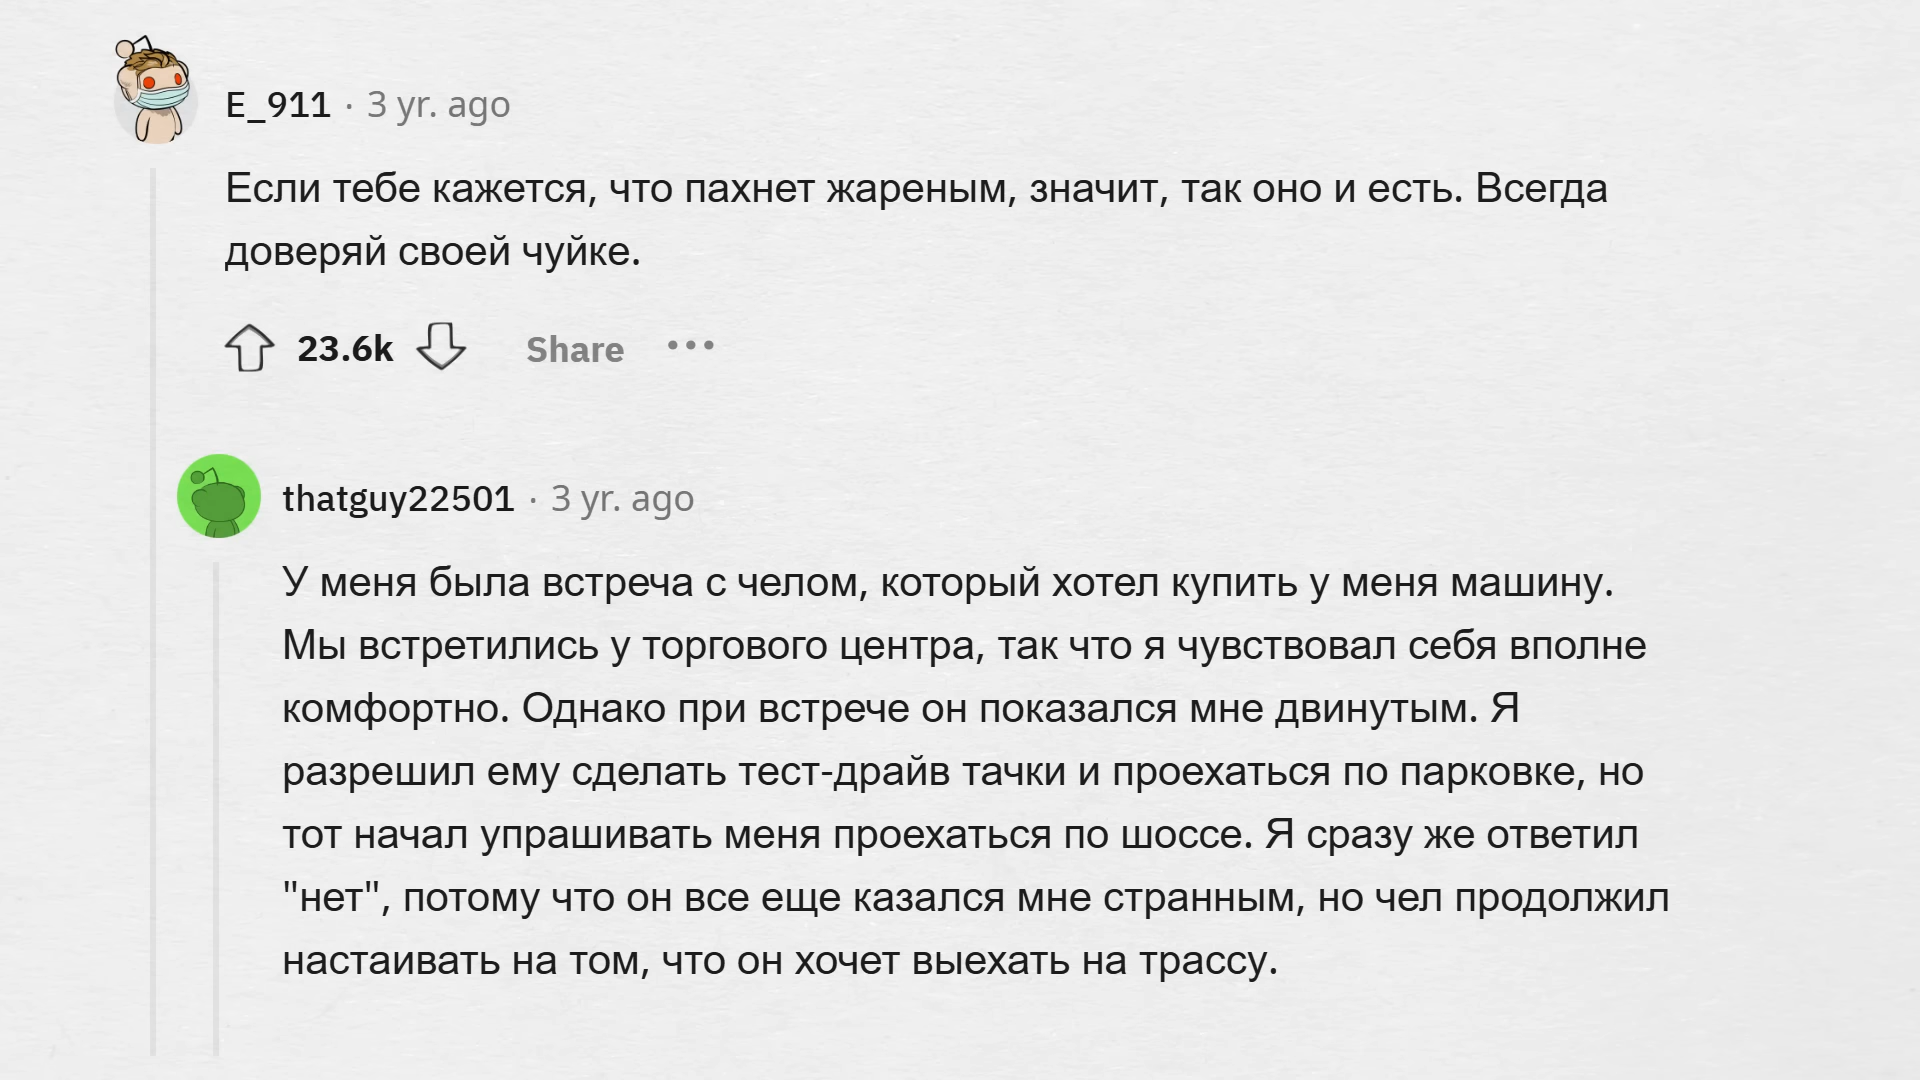 E_911 · 3 yr. ago
Если тебе кажется, что пахнет жареным, значит, так оно и есть. Всегда
доверяй своей чуйке.
23.6k Share ...
thatguy22501 · 3 yr. ago
У меня была встреча с челом, который хотел купить у меня машину.
Мы встретились у торгового центра, так что я чувствовал себя вполне
комфортно. Однако при встрече он показался мне двинутым. Я
разрешил ему сделать тест-драйв тачки и проехаться по парковке, но
тот начал упрашивать меня проехаться по шоссе. Я сразу же ответил
"нет", потому что он все еще казался мне странным, но чел продолжил
настаивать на том, что он хочет выехать на трассу.